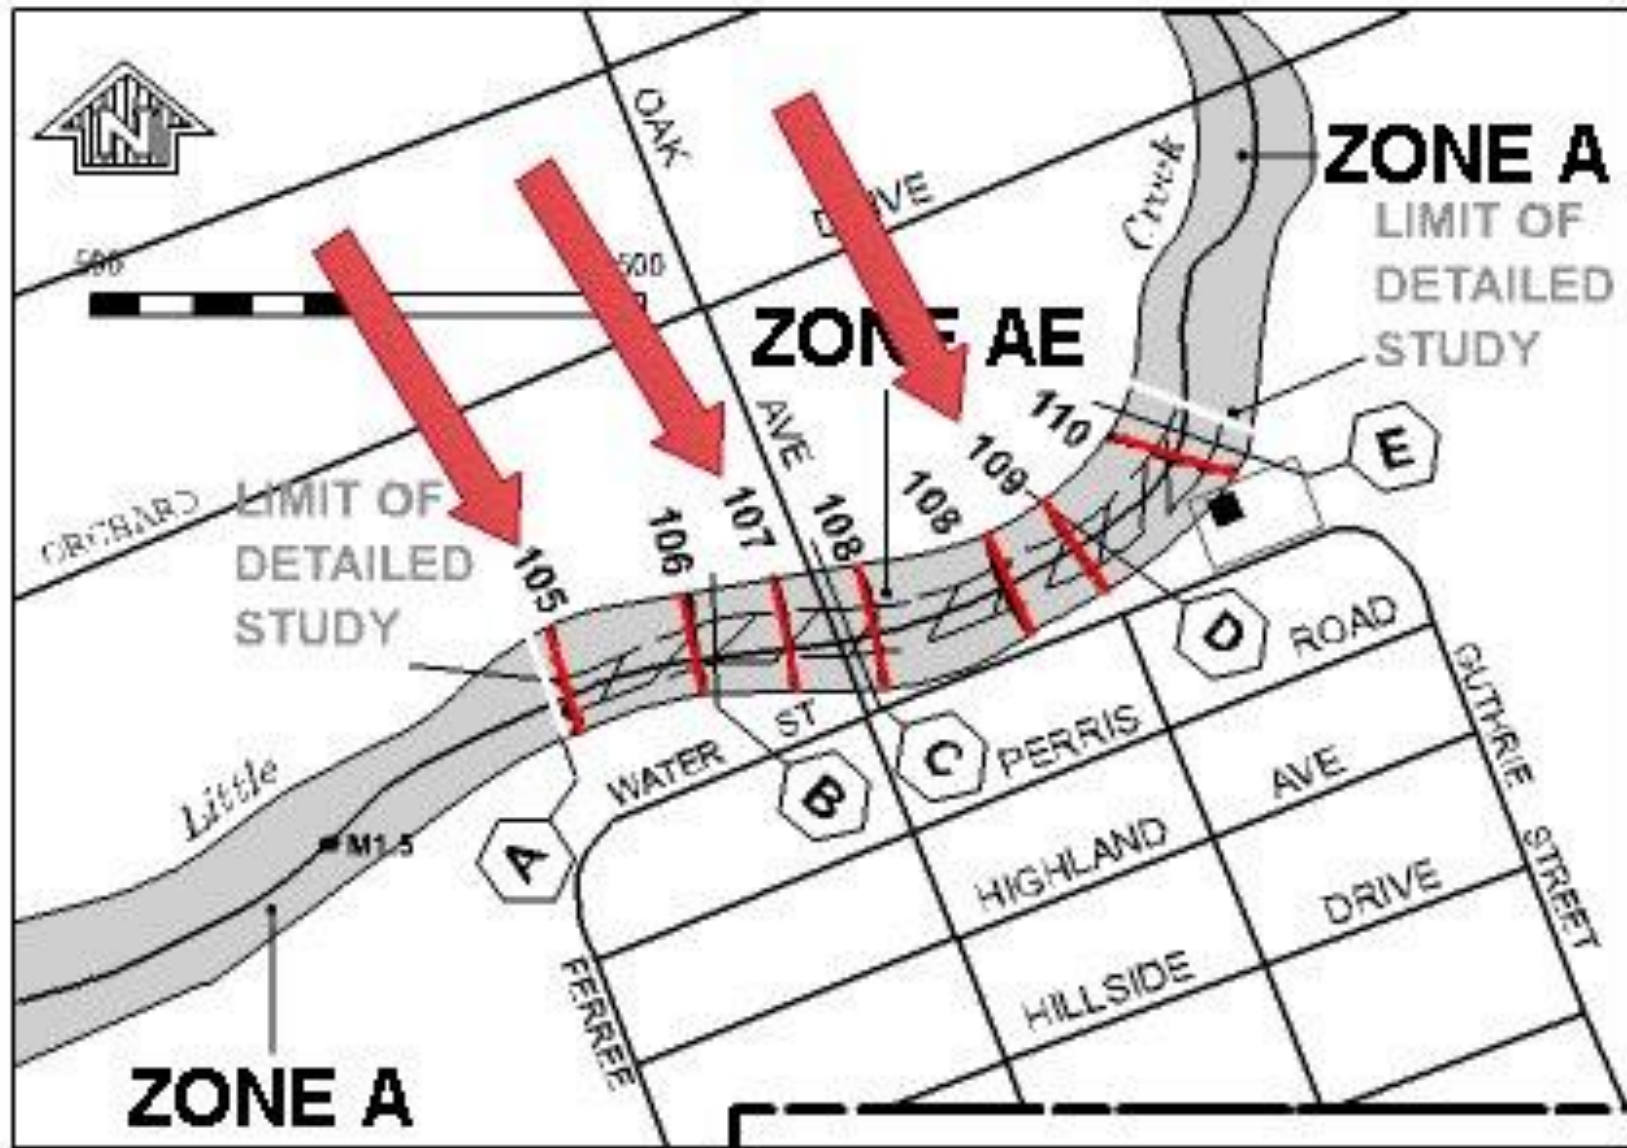 N
OAK
500
500
D VE
Creek
ZONE A
LIMIT OF
DETAILED
STUDY
ZONE AE
AVE
ORCHARD
LIMIT OF
DETAILED
STUDY
105
106
107
108
108
109
110
E
D
C
B
A
Little
M1.5
WATER
ST
PERRIS
ROAD
HIGHLAND
AVE
HILLSIDE
DRIVE
GUTHRIE
STREET
FERREE
ZONE A